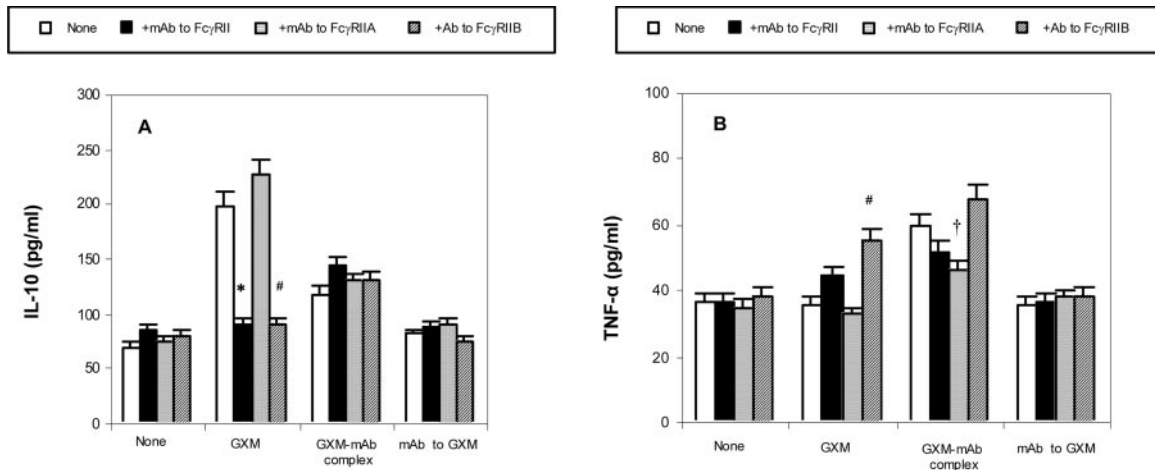 None +mAb to FcγRII +mAb to FcγRIIA +Ab to FcγRIIB
A
IL-10 (pg/ml)
300
250
200
150
100
50
0
*
#
None
GXM
GXM-mAb
complex
mAb to GXM
None +mAb to FcγRII +mAb to FcγRIIA +Ab to FcγRIIB
B
TNF-α (pg/ml)
100
80
60
40
20
0
#
†
None
GXM
GXM-mAb
complex
mAb to GXM